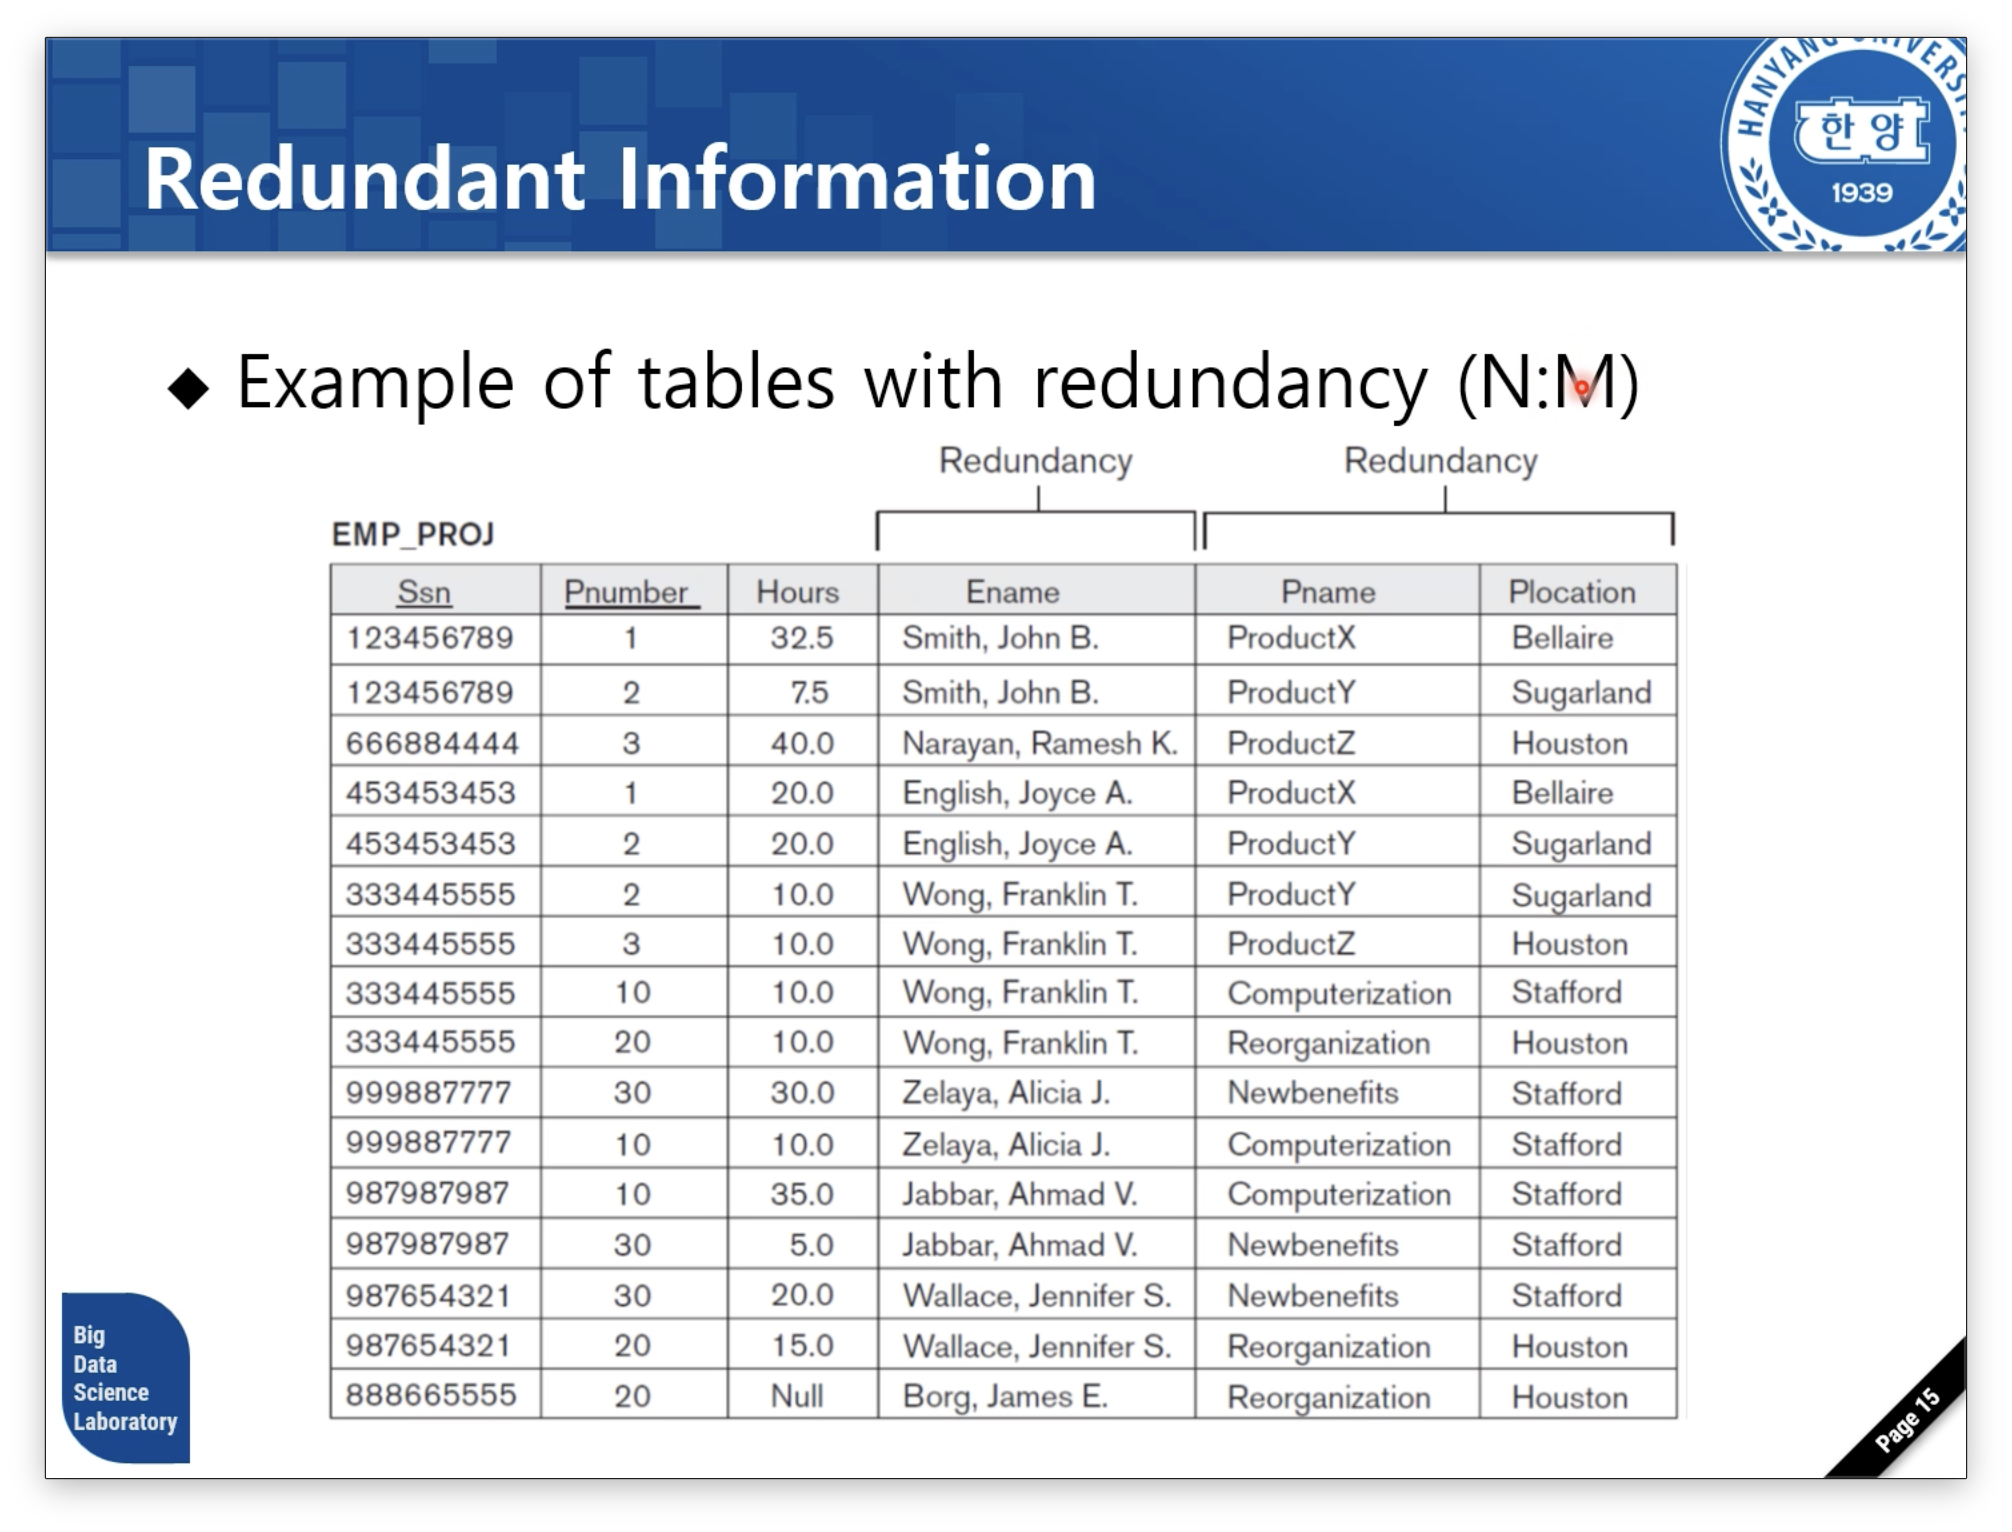 HANYANG UNIVERS
한양
1939
Redundant Information
◆ Example of tables with redundancy (N:M)
Redundancy Redundancy
EMP_PROJ
Ssn Pnumber Hours Ename Pname Plocation
123456789 1 32.5 Smith, John B. ProductX Bellaire
123456789 2 7.5 Smith, John B. ProductY Sugarland
666884444 3 40.0 Narayan, Ramesh K. ProductZ Houston
453453453 1 20.0 English, Joyce A. ProductX Bellaire
453453453 2 20.0 English, Joyce A. ProductY Sugarland
333445555 2 10.0 Wong, Franklin T. ProductY Sugarland
333445555 3 10.0 Wong, Franklin T. ProductZ Houston
333445555 10 10.0 Wong, Franklin T. Computerization Stafford
333445555 20 10.0 Wong, Franklin T. Reorganization Houston
999887777 30 30.0 Zelaya, Alicia J. Newbenefits Stafford
999887777 10 10.0 Zelaya, Alicia J. Computerization Stafford
987987987 10 35.0 Jabbar, Ahmad V. Computerization Stafford
987987987 30 5.0 Jabbar, Ahmad V. Newbenefits Stafford
987654321 30 20.0 Wallace, Jennifer S. Newbenefits Stafford
987654321 20 15.0 Wallace, Jennifer S. Reorganization Houston
888665555 20 Null Borg, James E. Reorganization Houston
Big
Data
Science
Laboratory
Page 15